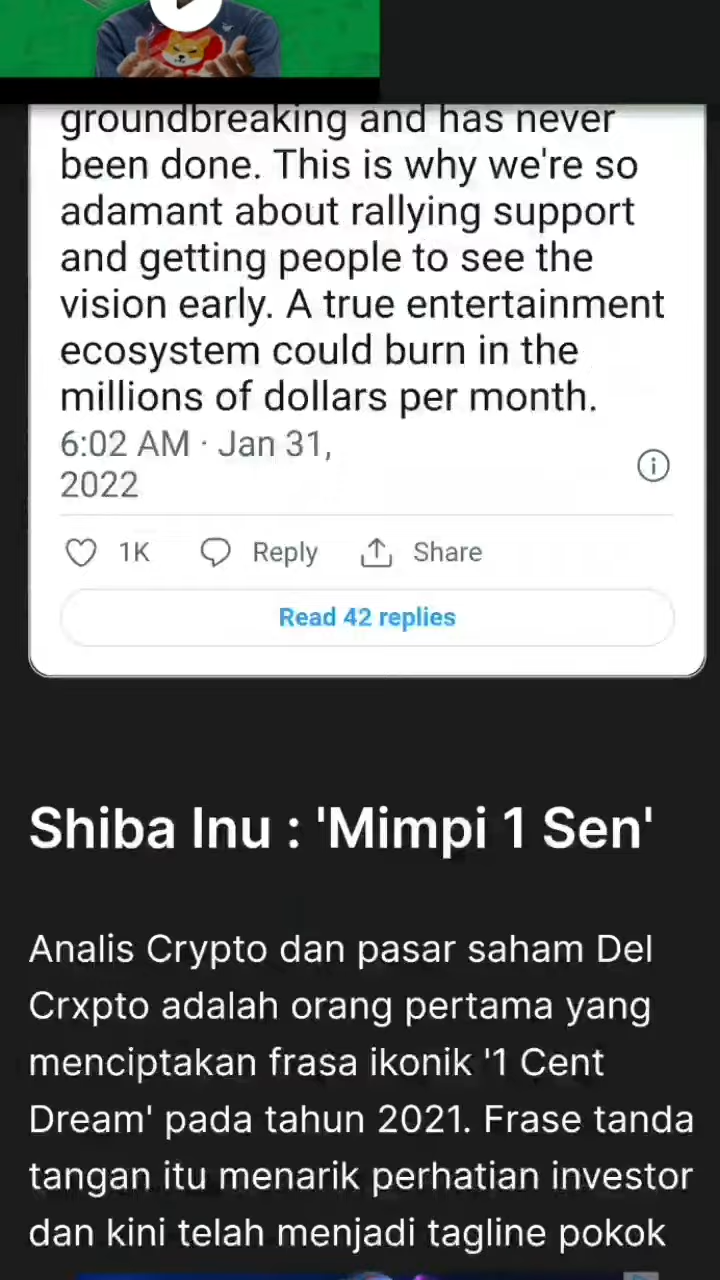 groundbreaking and has never
been done. This is why we're so
adamant about rallying support
and getting people to see the
vision early. A true entertainment
ecosystem could burn in the
millions of dollars per month.
6:02 AM · Jan 31,
2022
1K Reply Share
Read 42 replies
Shiba Inu : 'Mimpi 1 Sen'
Analis Crypto dan pasar saham Del
Crxpto adalah orang pertama yang
menciptakan frasa ikonik '1 Cent
Dream' pada tahun 2021. Frase tanda
tangan itu menarik perhatian investor
dan kini telah menjadi tagline pokok